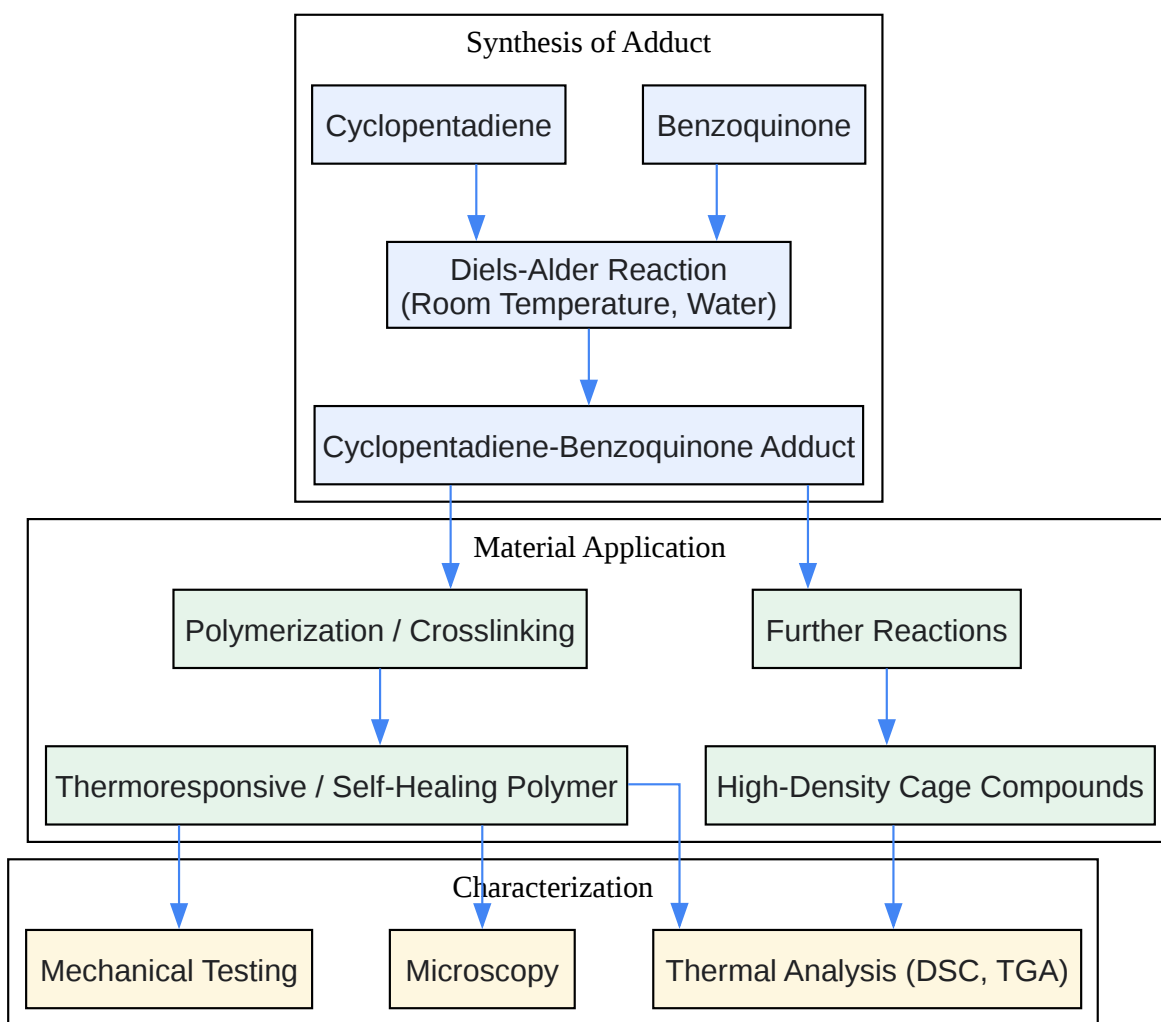 Synthesis of Adduct
Cyclopentadiene
Benzoquinone
Diels-Alder Reaction
(Room Temperature, Water)
Cyclopentadiene-Benzoquinone Adduct
Material Application
Polymerization / Crosslinking
Further Reactions
Thermoresponsive / Self-Healing Polymer
High-Density Cage Compounds
Characterization
Mechanical Testing
Microscopy
Thermal Analysis (DSC, TGA)